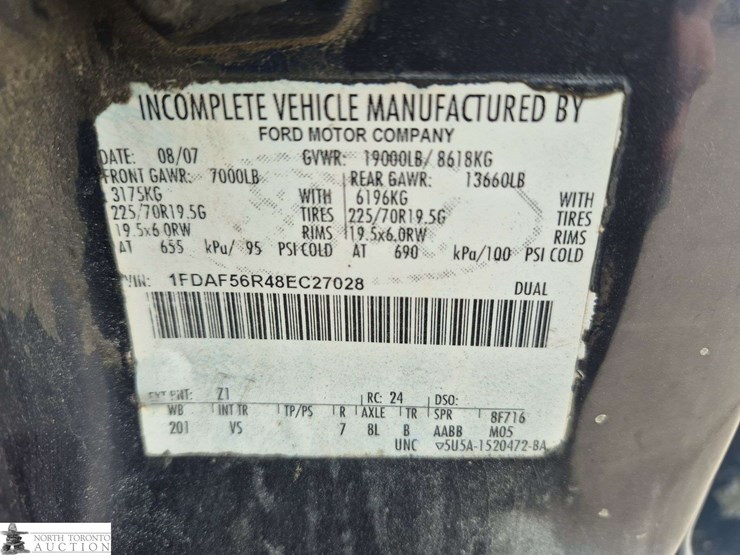 INCOMPLETE VEHICLE MANUFACTURED BY
FORD MOTOR COMPANY
DATE: 08/07 GVWR: 19000LB/ 8618KG
FRONT GAWR: 7000LB REAR GAWR: 13660LB
3175KG WITH 6196KG WITH
225/70R19.5G TIRES 225/70R19.5G TIRES
19.5x6.0RW RIMS 19.5x6.0RW RIMS
AT 655 kPa/ 95 PSI COLD AT 690 kPa/100 PSI COLD
VIN: 1FDAF56R48EC27028 DUAL
EXT PNT: Z1 RC: 24 DSO:
WB INT TR TP/PS R AXLE TR SPR 8F716
201 VS 7 8L B AABB M05
UNC ▽5U5A-1520472-BA
NORTH TORONTO
AUCTION